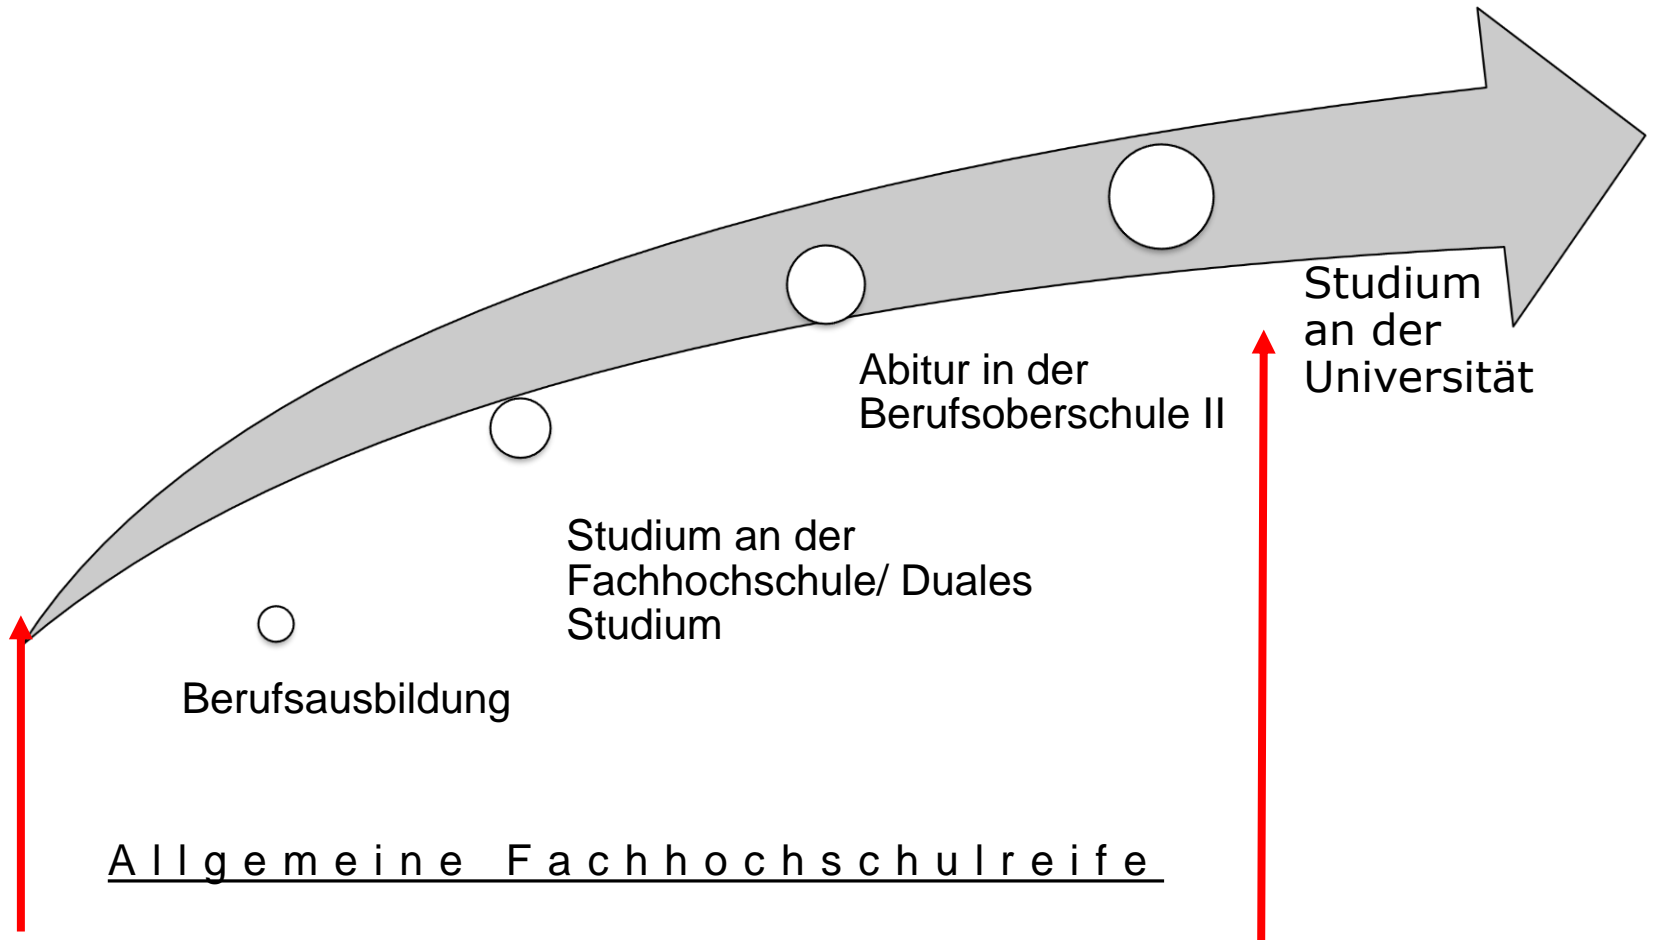 Studium
an der
Universität
Abitur in der
Berufsoberschule II
Studium an der
Fachhochschule/ Duales
Studium
Berufsausbildung
Allgemeine Fachhochschulreife